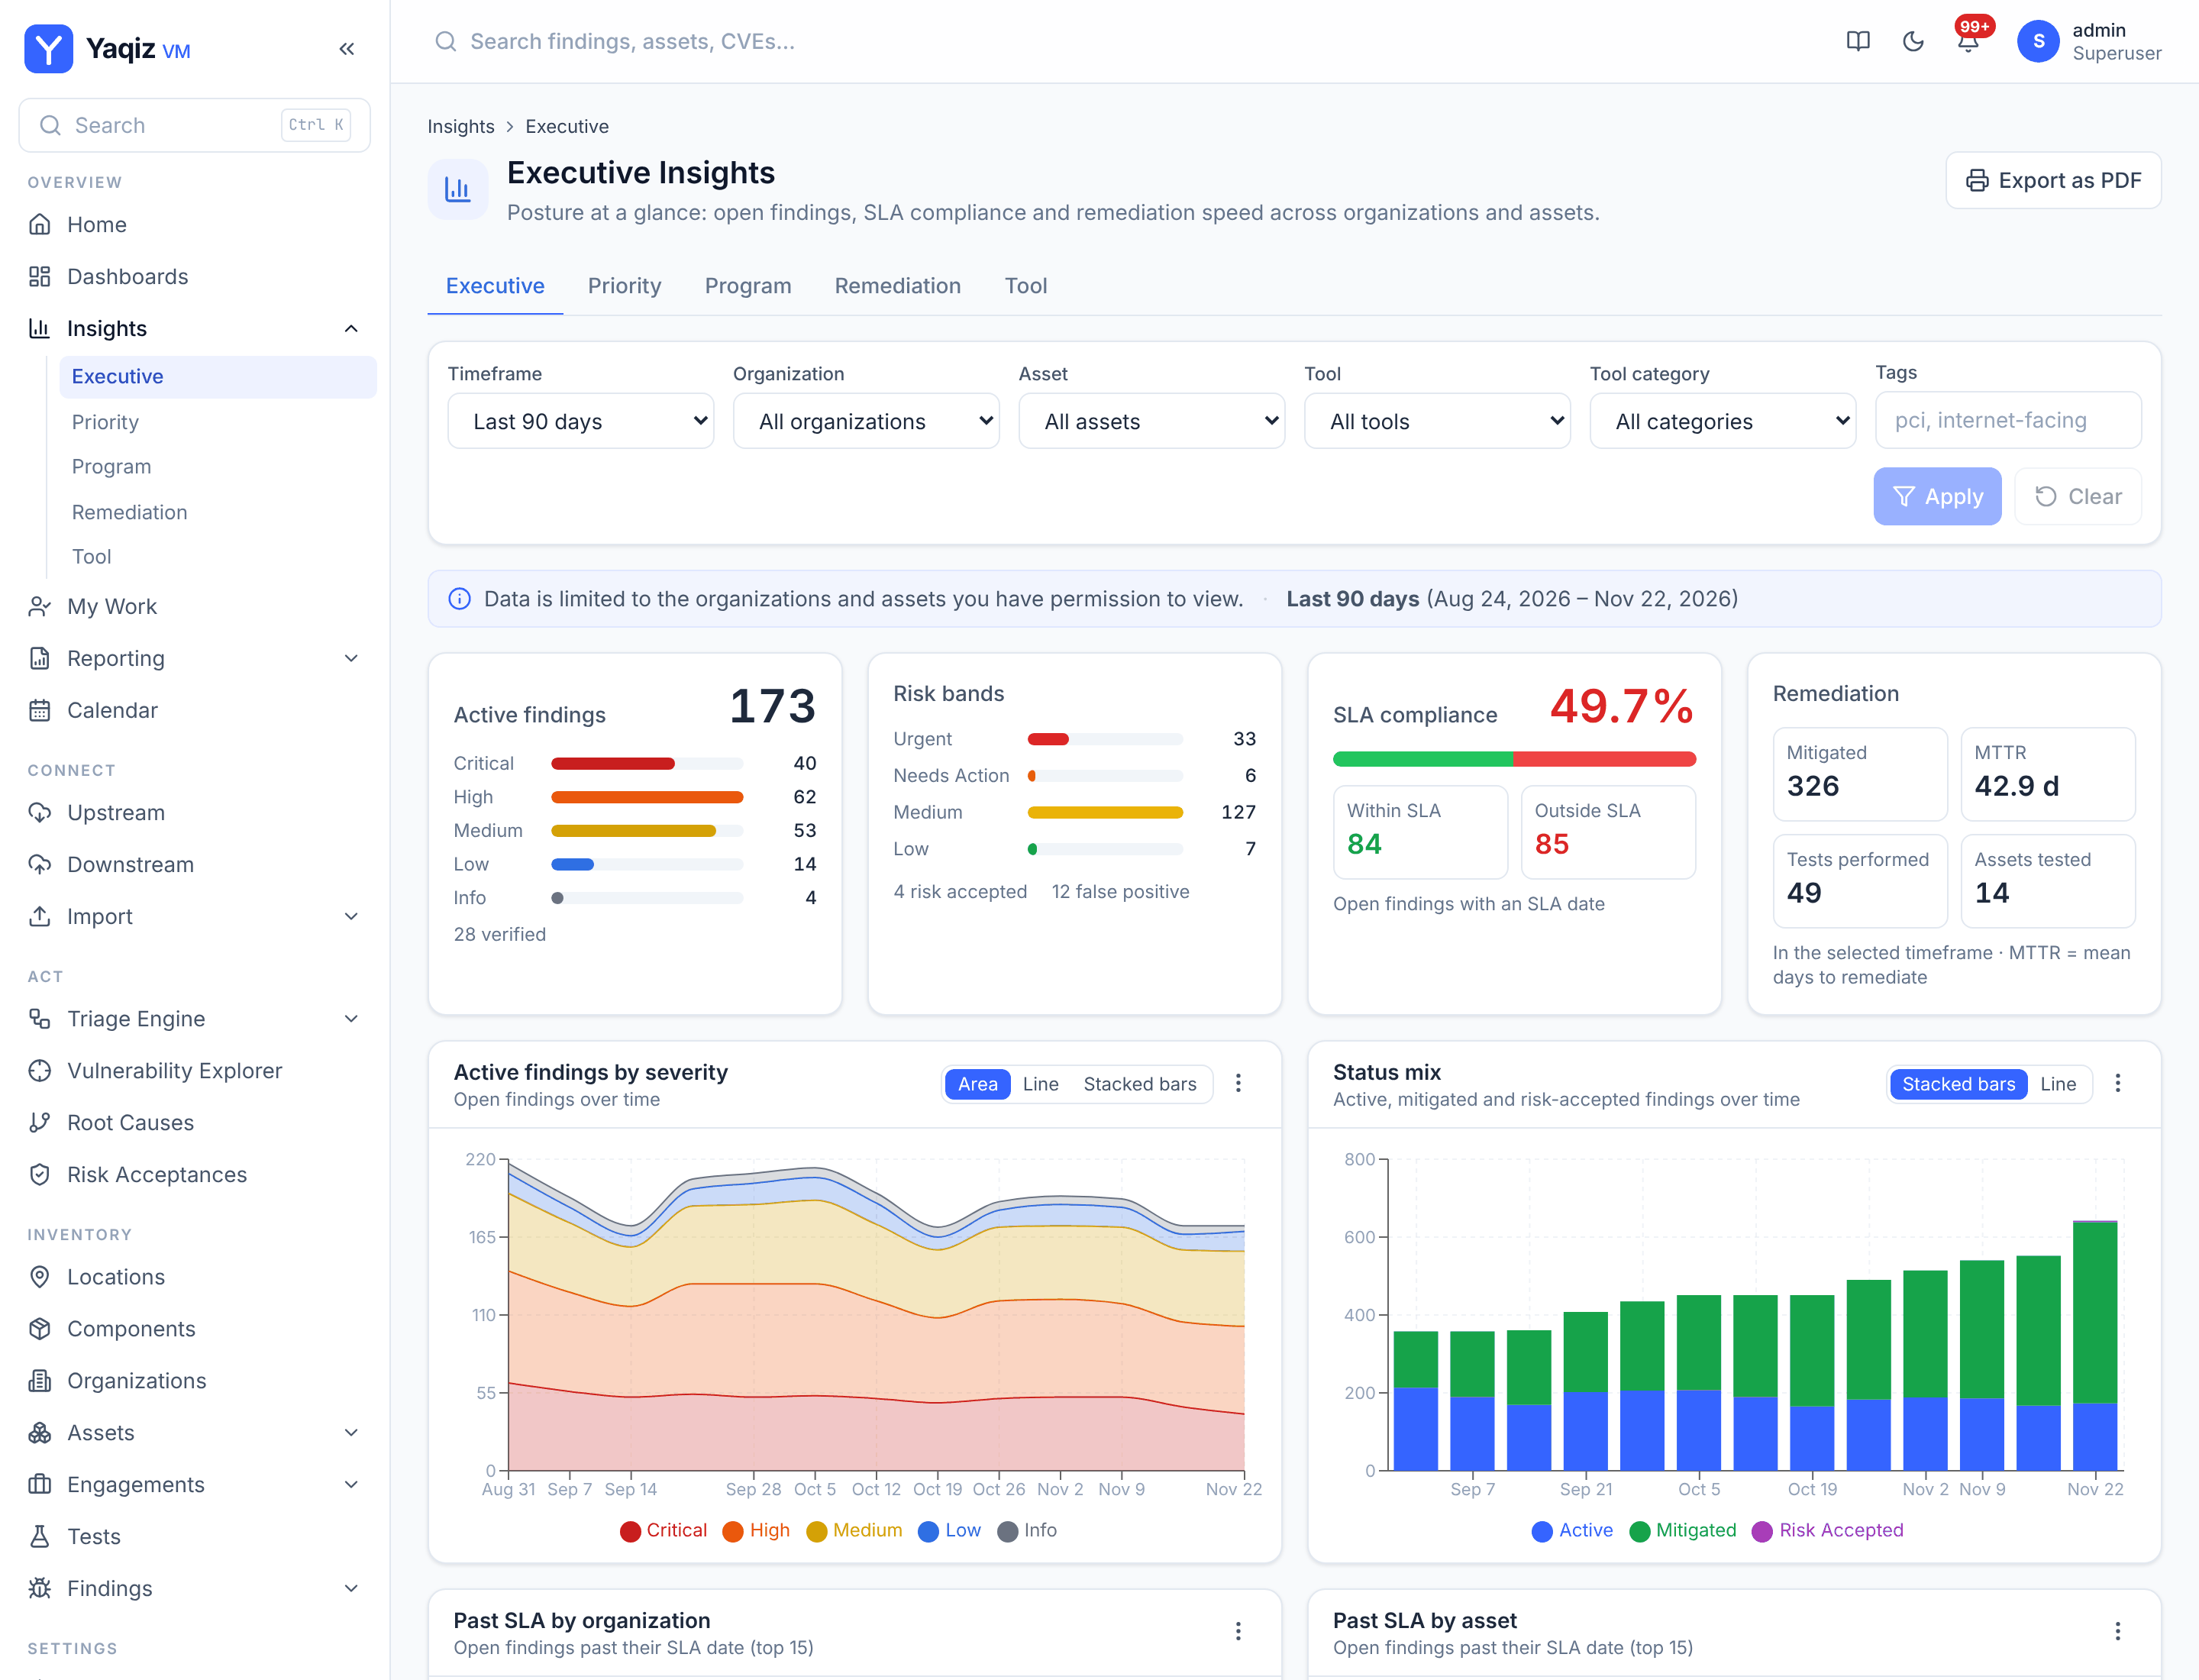 Yaqiz VM
Search
Ctrl K
OVERVIEW
Home
Dashboards
Insights
Executive
Priority
Program
Remediation
Tool
My Work
Reporting
Calendar
CONNECT
Upstream
Downstream
Import
ACT
Triage Engine
Vulnerability Explorer
Root Causes
Risk Acceptances
INVENTORY
Locations
Components
Organizations
Assets
Engagements
Tests
Findings
SETTINGS
Search findings, assets, CVEs...
99+
S
admin
Superuser
Insights > Executive
Executive Insights
Posture at a glance: open findings, SLA compliance and remediation speed across organizations and assets.
Export as PDF
Executive Priority Program Remediation Tool
Timeframe Organization Asset Tool Tool category Tags
Last 90 days All organizations All assets All tools All categories pci, internet-facing
Apply Clear
Data is limited to the organizations and assets you have permission to view. · Last 90 days (Aug 24, 2026 – Nov 22, 2026)
Active findings 173
Critical 40
High 62
Medium 53
Low 14
Info 4
28 verified
Risk bands
Urgent 33
Needs Action 6
Medium 127
Low 7
4 risk accepted 12 false positive
SLA compliance 49.7%
Within SLA Outside SLA
84 85
Open findings with an SLA date
Remediation
Mitigated MTTR
326 42.9 d
Tests performed Assets tested
49 14
In the selected timeframe · MTTR = mean
days to remediate
Active findings by severity
Open findings over time
Area Line Stacked bars
220
165
110
55
0
Aug 31 Sep 7 Sep 14 Sep 28 Oct 5 Oct 12 Oct 19 Oct 26 Nov 2 Nov 9 Nov 22
Critical High Medium Low Info
Status mix
Active, mitigated and risk-accepted findings over time
Stacked bars Line
800
600
400
200
0
Sep 7 Sep 21 Oct 5 Oct 19 Nov 2 Nov 9 Nov 22
Active Mitigated Risk Accepted
Past SLA by organization
Open findings past their SLA date (top 15)
Past SLA by asset
Open findings past their SLA date (top 15)